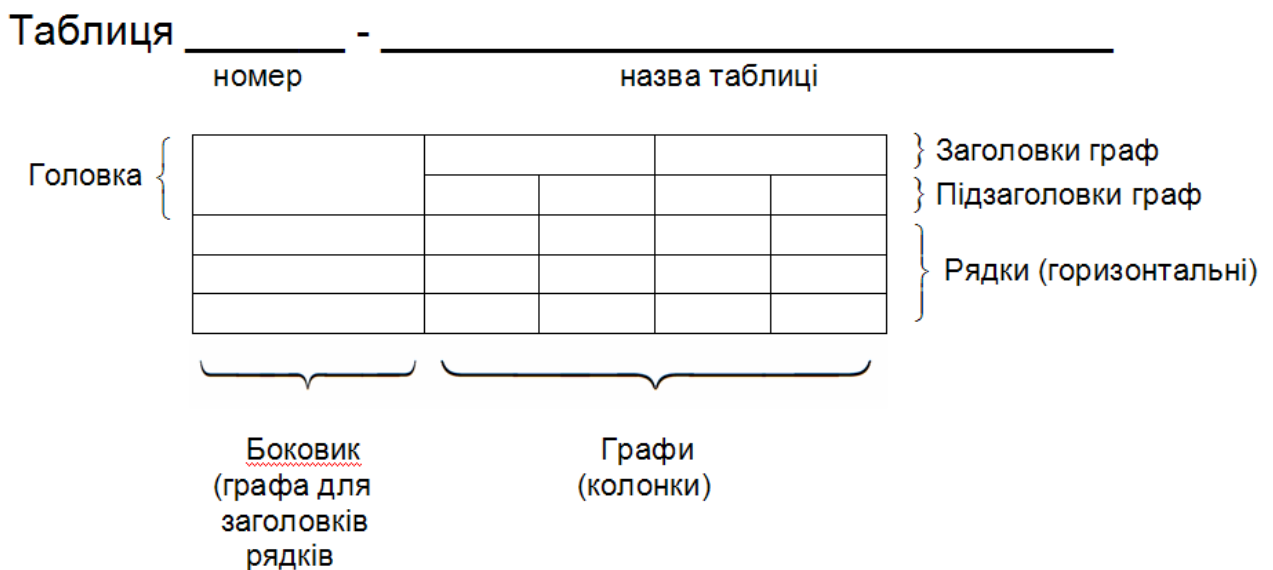 Таблиця _______ - _______________________________
номер назва таблиці
Головка
Заголовки граф
Підзаголовки граф
Рядки (горизонтальні)
Боковик
(графа для
заголовків
рядків
Графи
(колонки)